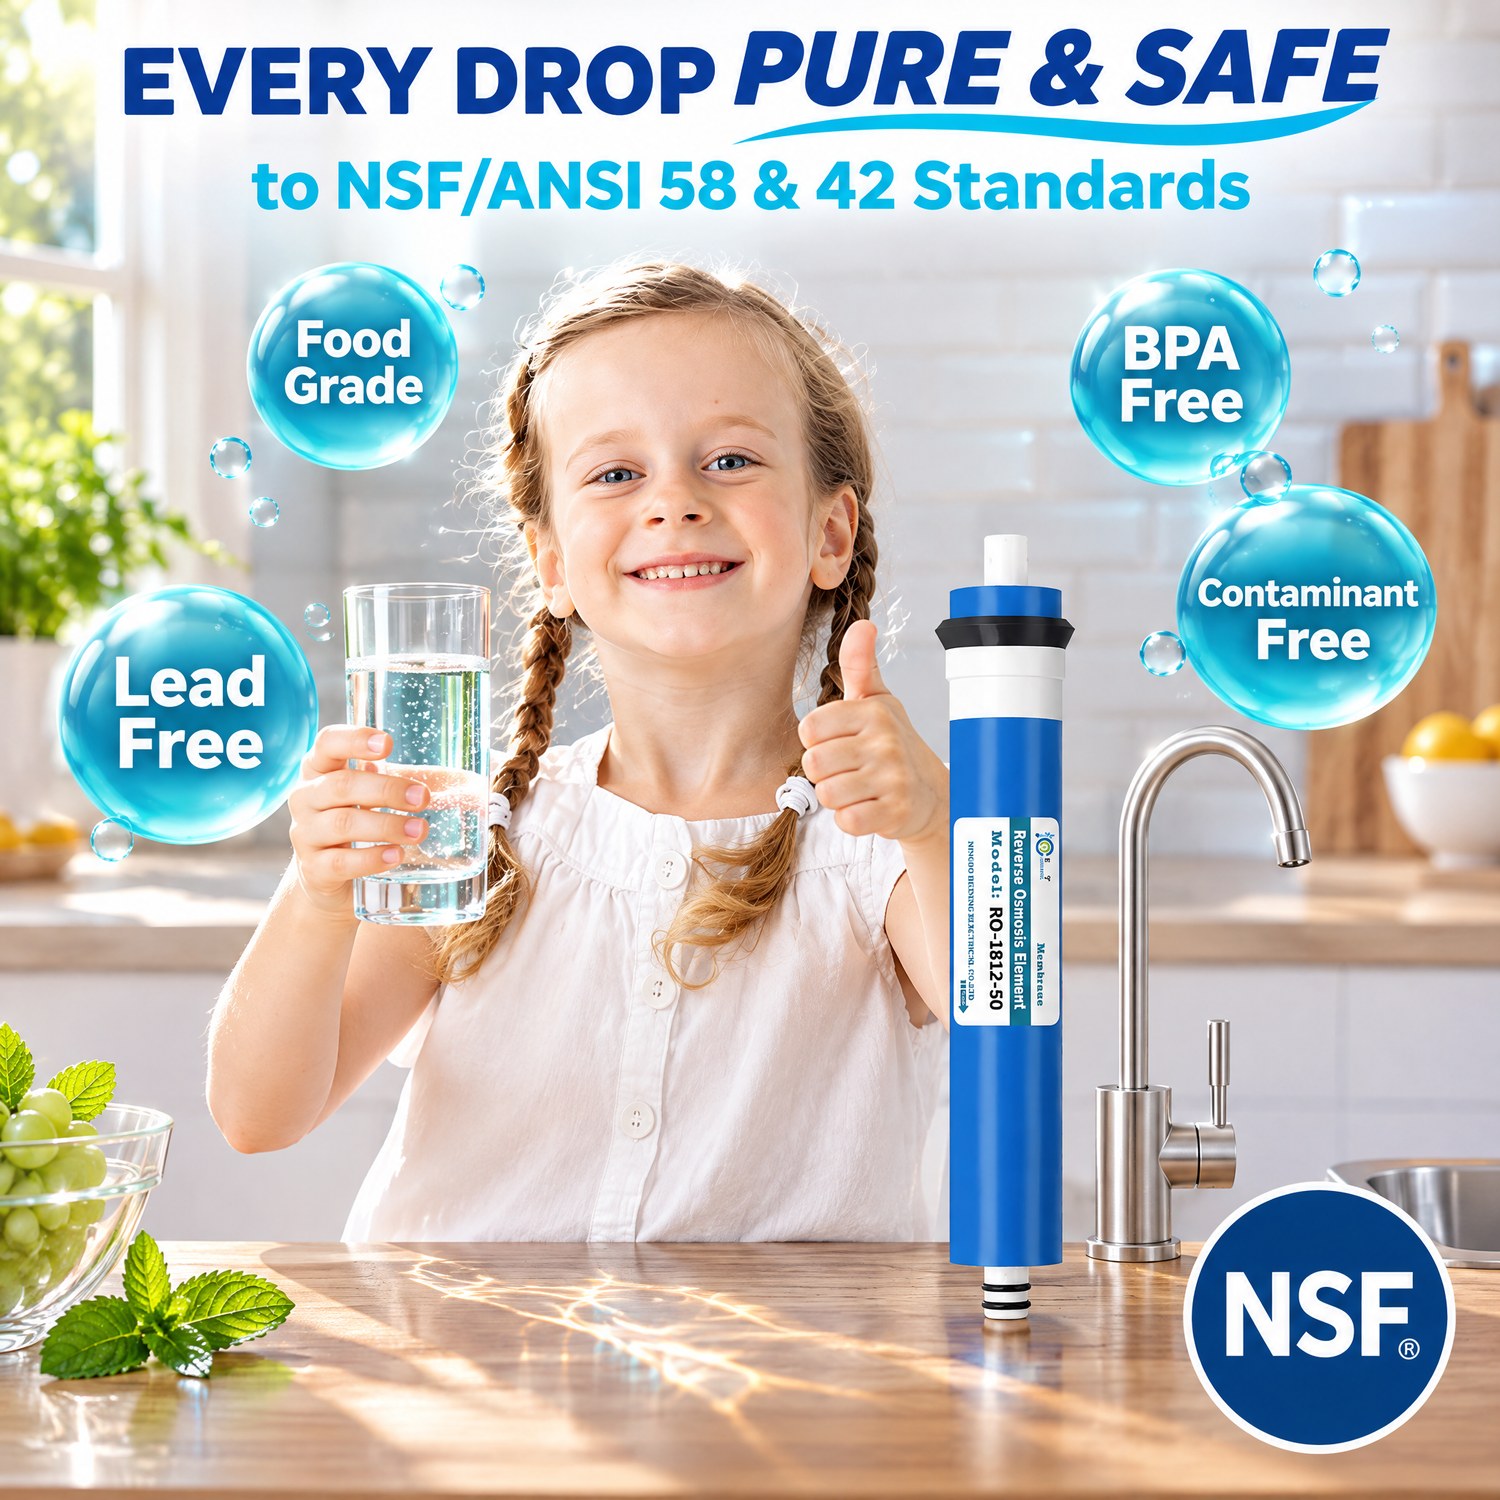 EVERY DROP PURE & SAFE
to NSF/ANSI 58 & 42 Standards
Food
Grade
BPA
Free
Contaminant
Free
Lead
Free
Membrane
Reverse Osmosis Element
Model: RO-1812-50
NSF®